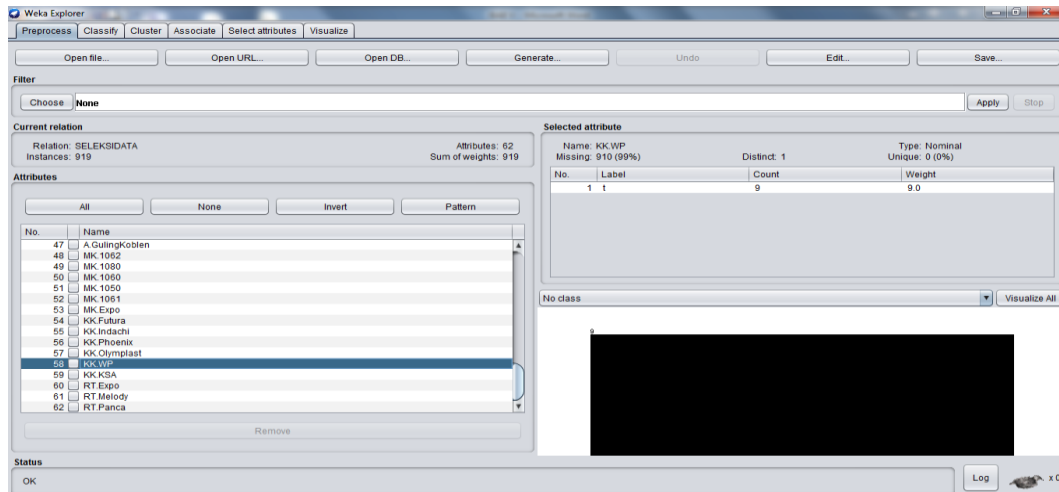 Weka Explorer
Preprocess Classify Cluster Associate Select attributes Visualize
Open file... Open URL... Open DB... Generate... Undo Edit... Save...
Filter
Choose None Apply Stop
Current relation
Relation: SELEKSIDATA Attributes: 62
Instances: 919 Sum of weights: 919
Attributes
All None Invert Pattern
No. Name
47 A.GulingKoblen
48 MK.1062
49 MK.1080
50 MK.1060
51 MK.1050
52 MK.1061
53 MK.Expo
54 KK.Futura
55 KK.Indachi
56 KK.Phoenix
57 KK.Olymplast
58 KK.WP
59 KK.KSA
60 RT.Expo
61 RT.Melody
62 RT.Panca
Remove
Selected attribute
Name: KK.WP Type: Nominal
Missing: 910 (99%) Distinct: 1 Unique: 0 (0%)
No. Label Count Weight
1 t 9 9.0
No class Visualize All
9
Status
OK Log x 0